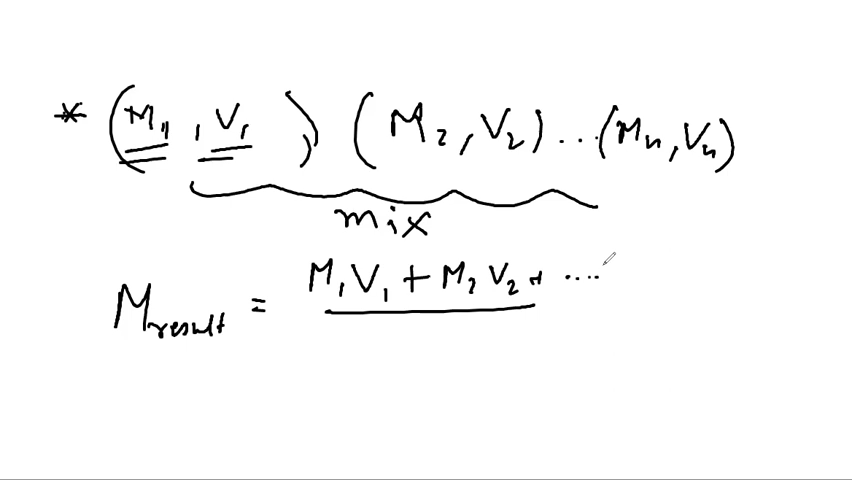 * (M₁, V₁) (M₂, V₂) ... (Mn, Vn)
mix
Mresult = M₁V₁ + M₂V₂ + ....